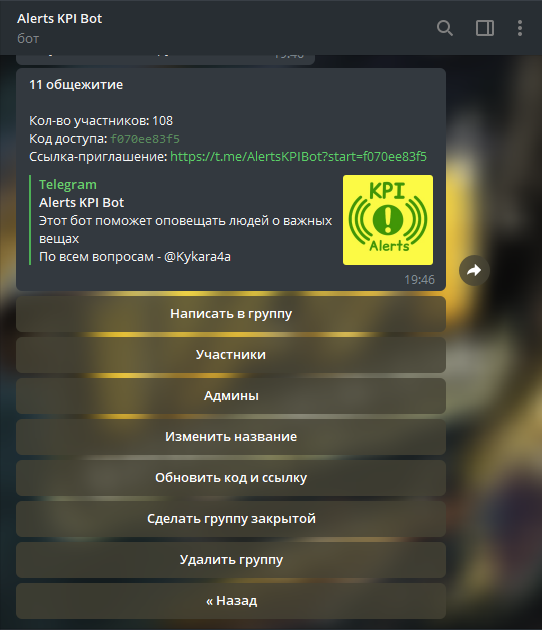 Alerts KPI Bot
бот
19:46
11 общежитие
Кол-во участников: 108
Код доступа: f070ee83f5
Ссылка-приглашение: https://t.me/AlertsKPIBot?start=f070ee83f5
Telegram
Alerts KPI Bot
Этот бот поможет оповещать людей о важных
вещах
По всем вопросам - @Kykara4a
KPI
Alerts
19:46
Написать в группу
Участники
Админы
Изменить название
Обновить код и ссылку
Сделать группу закрытой
Удалить группу
« Назад